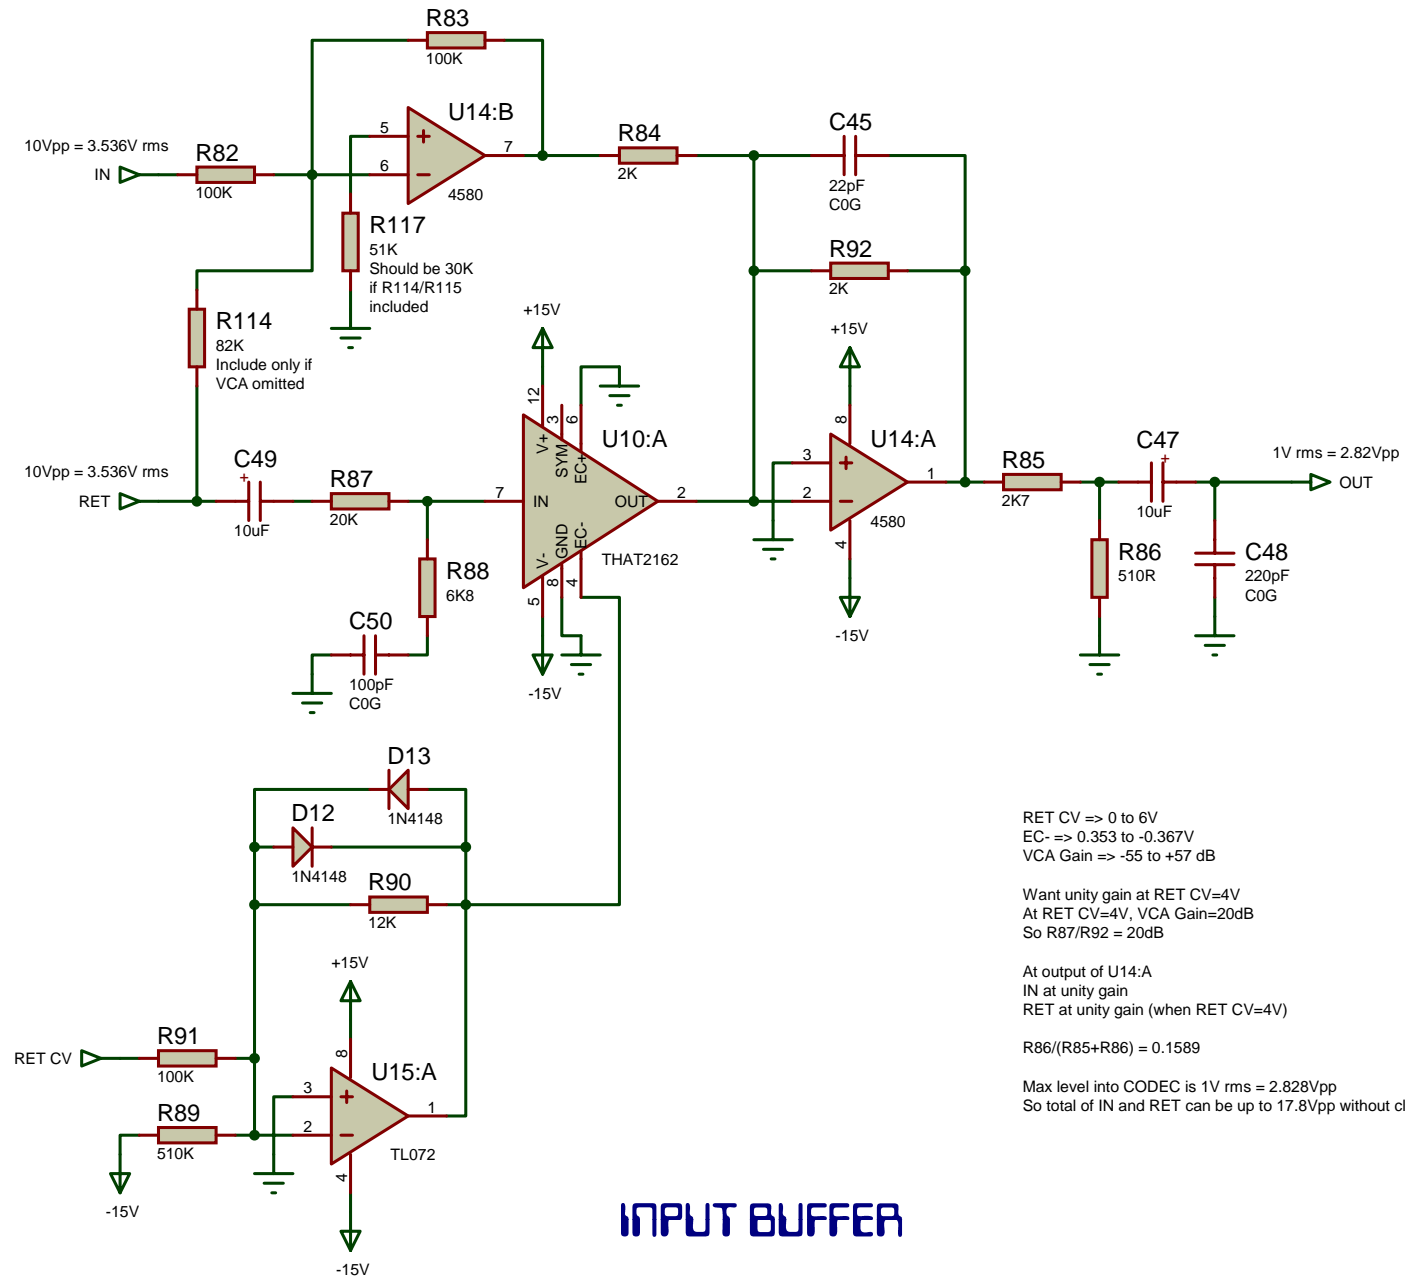 R83
100K
U14:B
5
6
7
4580
10Vpp = 3.536V rms
IN
R82
100K
R84
2K
C45
22pF
C0G
R117
51K
Should be 30K
if R114/R115
included
R92
2K
R114
82K
Include only if
VCA omitted
+15V
+15V
12
3
6
V+
SYM
EC+
U10:A
8
U14:A
3
2
1
4580
4
-15V
10Vpp = 3.536V rms
RET
C49
+
10uF
R87
20K
7
IN
OUT
2
THAT2162
V-
GND
EC-
5
8
4
-15V
R85
2K7
C47
+
10uF
1V rms = 2.82Vpp
OUT
R86
510R
C48
220pF
C0G
R88
6K8
C50
100pF
C0G
D13
1N4148
D12
1N4148
R90
12K
RET CV => 0 to 6V
EC- => 0.353 to -0.367V
VCA Gain => -55 to +57 dB
Want unity gain at RET CV=4V
At RET CV=4V, VCA Gain=20dB
So R87/R92 = 20dB
At output of U14:A
IN at unity gain
RET at unity gain (when RET CV=4V)
R86/(R85+R86) = 0.1589
Max level into CODEC is 1V rms = 2.828Vpp
So total of IN and RET can be up to 17.8Vpp without cl
+15V
RET CV
R91
100K
8
U15:A
3
2
1
TL072
4
R89
510K
-15V
-15V
INPUT BUFFER